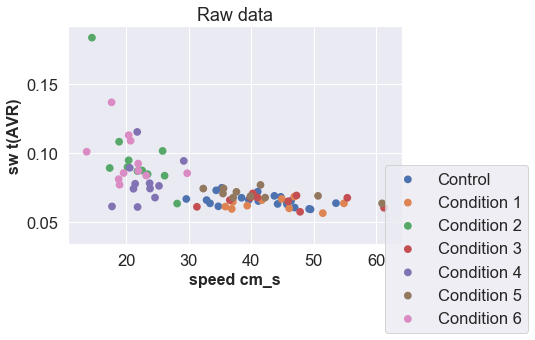 Raw data
sw t(AVR)
0.15
0.10
0.05
20
30
40
50
60
speed cm_s
Control
Condition 1
Condition 2
Condition 3
Condition 4
Condition 5
Condition 6